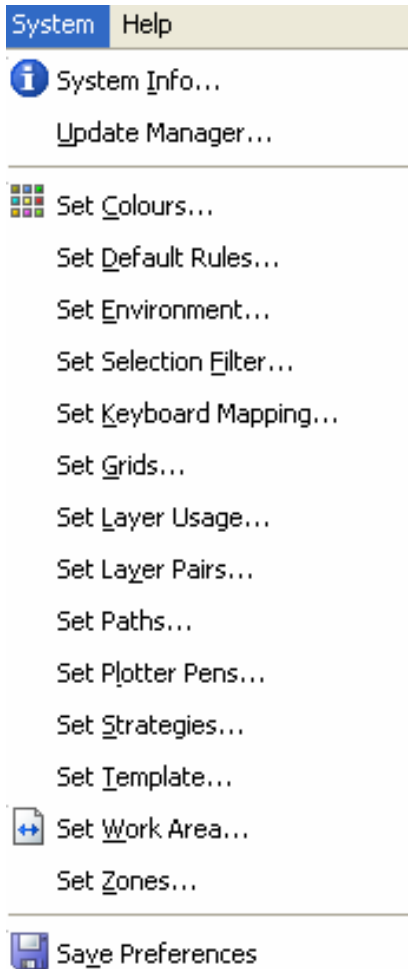 System Help
System Info...
Update Manager...
Set Colours...
Set Default Rules...
Set Environment...
Set Selection Filter...
Set Keyboard Mapping...
Set Grids...
Set Layer Usage...
Set Layer Pairs...
Set Paths...
Set Plotter Pens...
Set Strategies...
Set Template...
Set Work Area...
Set Zones...
Save Preferences